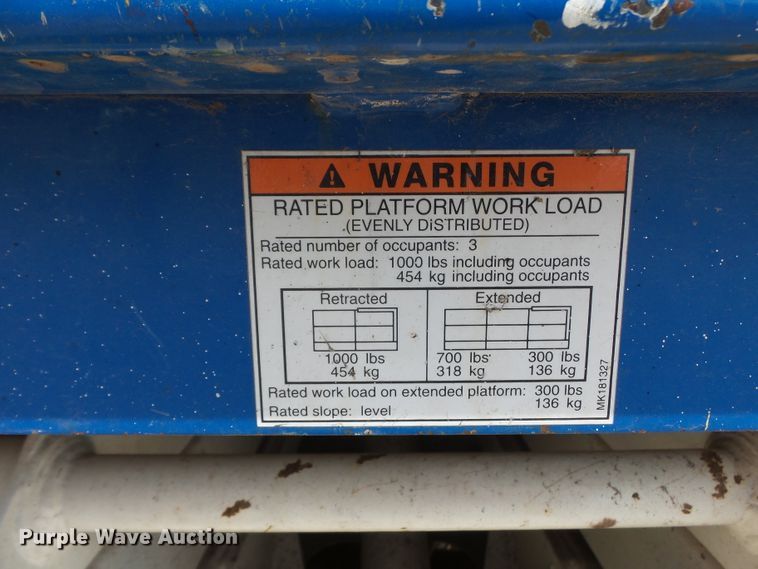 WARNING
RATED PLATFORM WORK LOAD
(EVENLY DISTRIBUTED)
Rated number of occupants: 3
Rated work load: 1000 lbs including occupants
454 kg including occupants
Retracted Extended
1000 lbs 700 lbs 300 lbs
454 kg 318 kg 136 kg
Rated work load on extended platform: 300 lbs
136 kg
Rated slope: level
MK181327
Purple Wave Auction